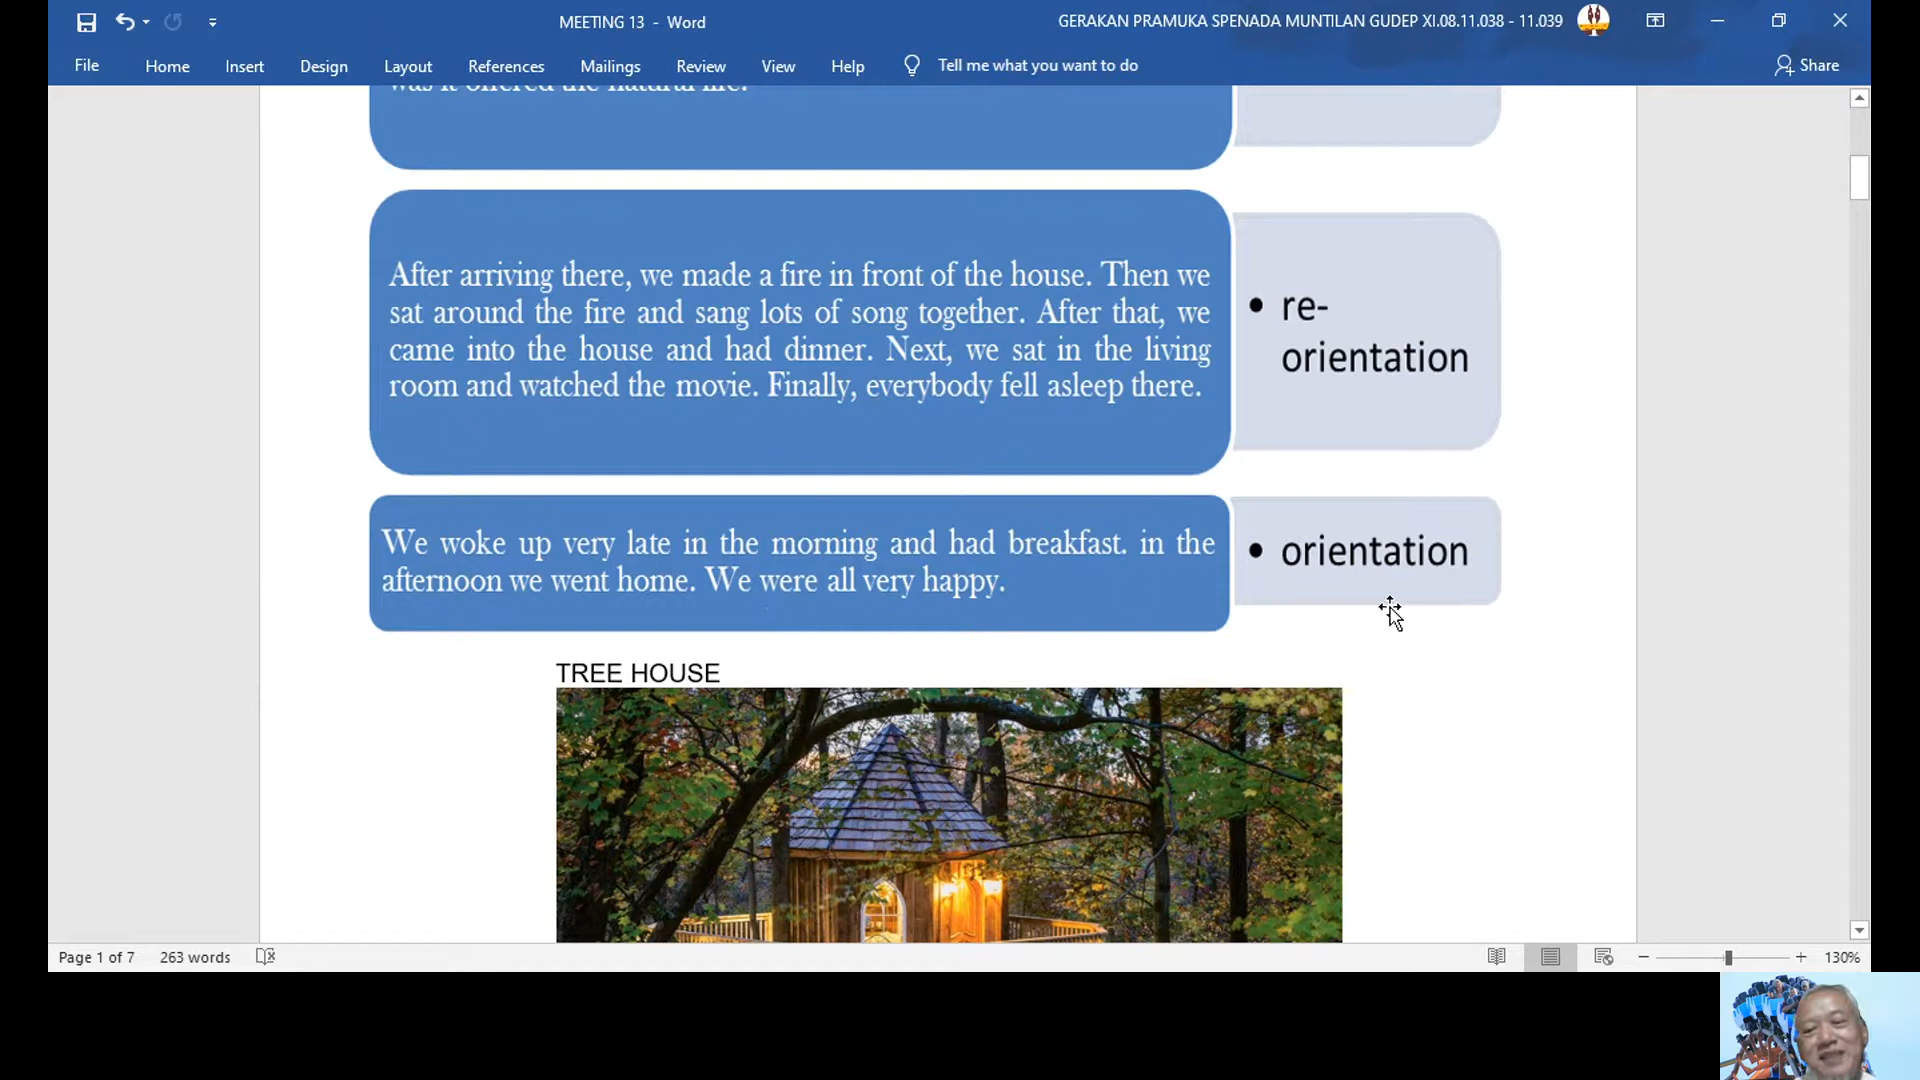 MEETING 13 - Word
GERAKAN PRAMUKA SPENADA MUNTILAN GUDEP XI.08.11.038 - 11.039
File Home Insert Design Layout References Mailings Review View Help Tell me what you want to do Share
was it offered the natural life.
After arriving there, we made a fire in front of the house. Then we
sat around the fire and sang lots of song together. After that, we
came into the house and had dinner. Next, we sat in the living
room and watched the movie. Finally, everybody fell asleep there.
• re-
orientation
We woke up very late in the morning and had breakfast. in the
afternoon we went home. We were all very happy.
• orientation
TREE HOUSE
Page 1 of 7 263 words 130%